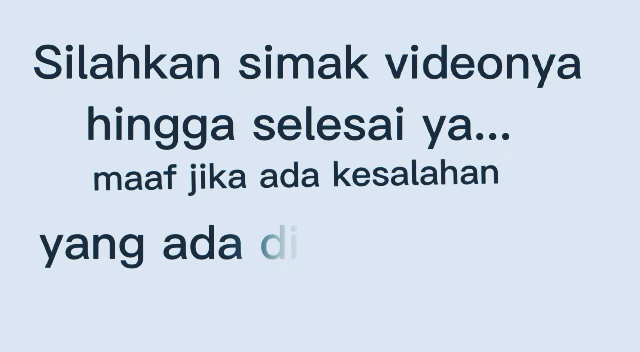 Silahkan simak videonya
hingga selesai ya...
maaf jika ada kesalahan
yang ada di